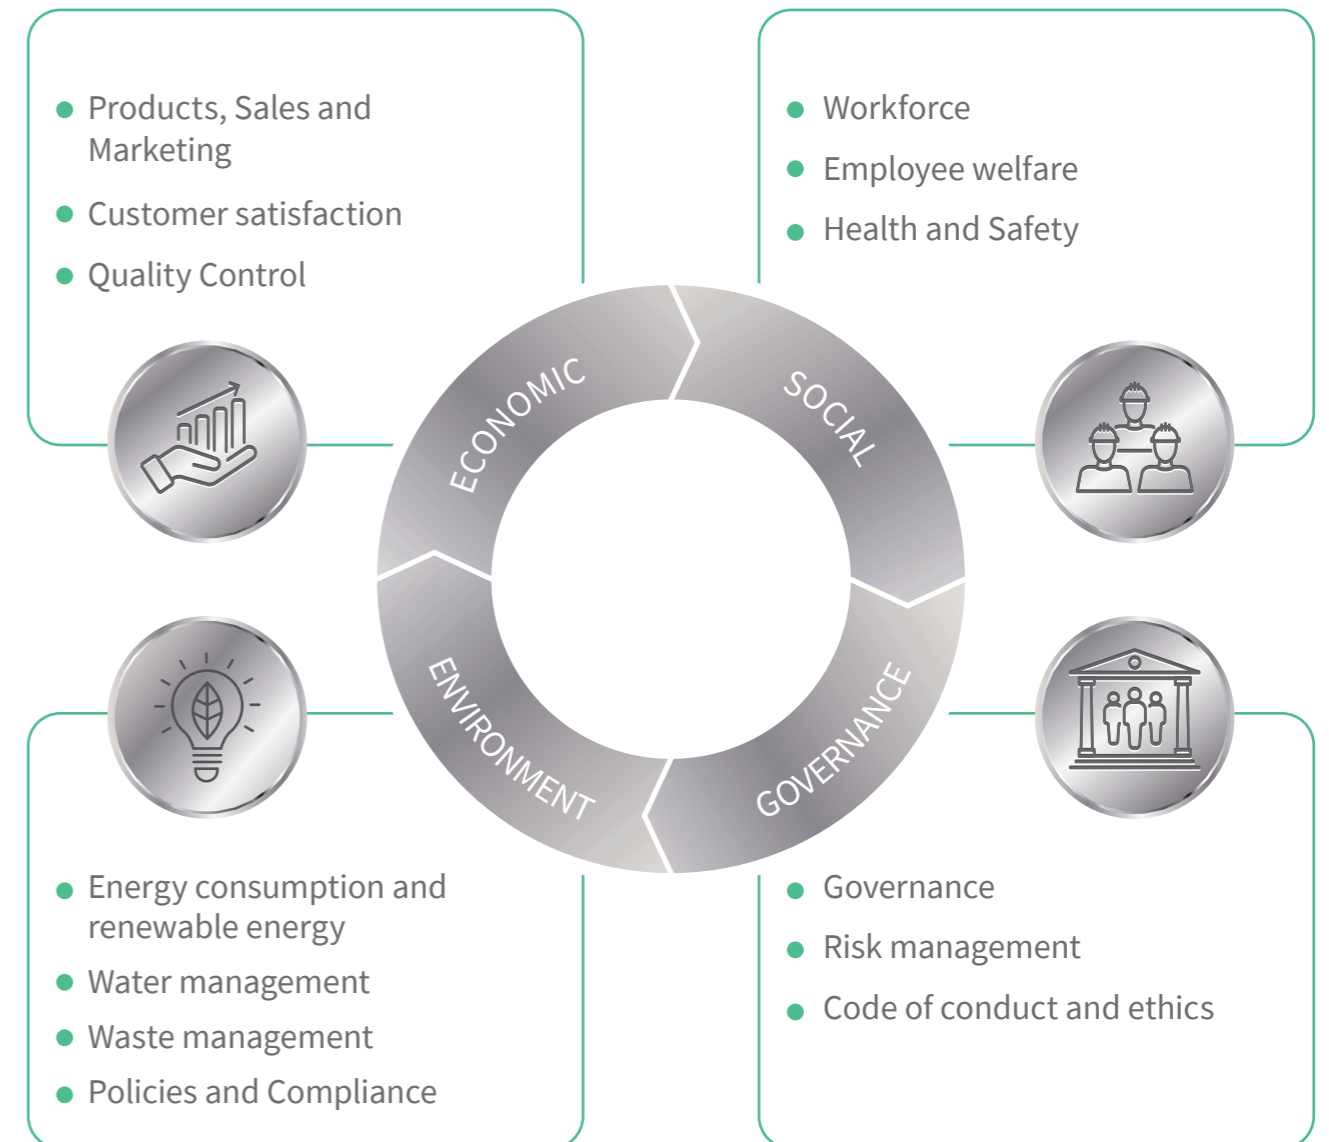 Products, Sales and
Marketing
Customer satisfaction
Quality Control
Workforce
Employee welfare
Health and Safety
ECONOMIC
SOCIAL
ENVIRONMENT
GOVERNANCE
Energy consumption and
renewable energy
Water management
Waste management
Policies and Compliance
Governance
Risk management
Code of conduct and ethics